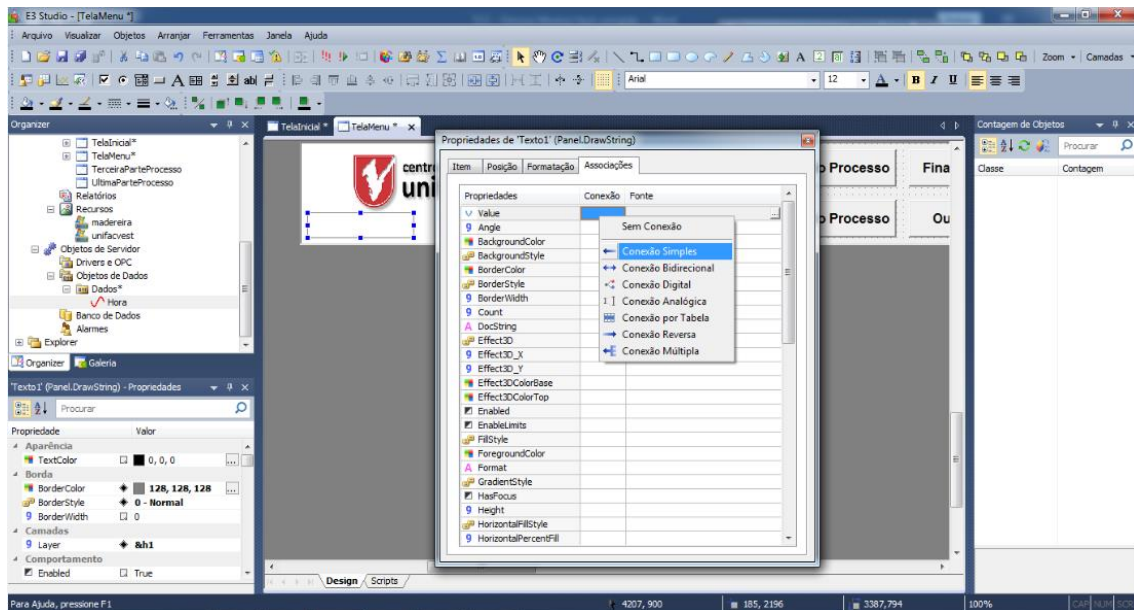 E3 Studio - [TelaMenu *]
Arquivo Visualizar Objetos Arranjar Ferramentas Janela Ajuda
Zoom Camadas
Arial 12 B I U
Organizer
TelaInicial*
TelaMenu*
TerceiraParteProcesso
UltimaParteProcesso
Relatórios
Recursos
madereira
unifacvest
Objetos de Servidor
Drivers e OPC
Objetos de Dados
Dados*
Hora
Banco de Dados
Alarmes
Explorer
Organizer Galeria
'Texto1' (Panel.DrawString) - Propriedades
Procurar
Propriedade Valor
Aparência
TextColor 0, 0, 0
Borda
BorderColor 128, 128, 128
BorderStyle 0 - Normal
BorderWidth 0
Camadas
Layer &h1
Comportamento
Enabled True
TelaInicial * TelaMenu *
centr
uni
Propriedades de 'Texto1' (Panel.DrawString)
Item Posição Formatação Associações
Propriedades Conexão Fonte
Value
Angle
BackgroundColor
BackgroundStyle
BorderColor
BorderStyle
BorderWidth
Count
DocString
Effect3D
Effect3D_X
Effect3D_Y
Effect3DColorBase
Effect3DColorTop
Enabled
EnableLimits
FillStyle
ForegroundColor
Format
GradientStyle
HasFocus
Height
HorizontalFillStyle
HorizontalPercentFill
Sem Conexão
Conexão Simples
Conexão Bidirecional
Conexão Digital
Conexão Analógica
Conexão por Tabela
Conexão Reversa
Conexão Múltipla
o Processo Fina
o Processo Ou
Contagem de Objetos
Procurar
Classe Contagem
Design Scripts
Para Ajuda, pressione F1 4207, 900 185, 2196 3387,794 100% CAP NUM SCR